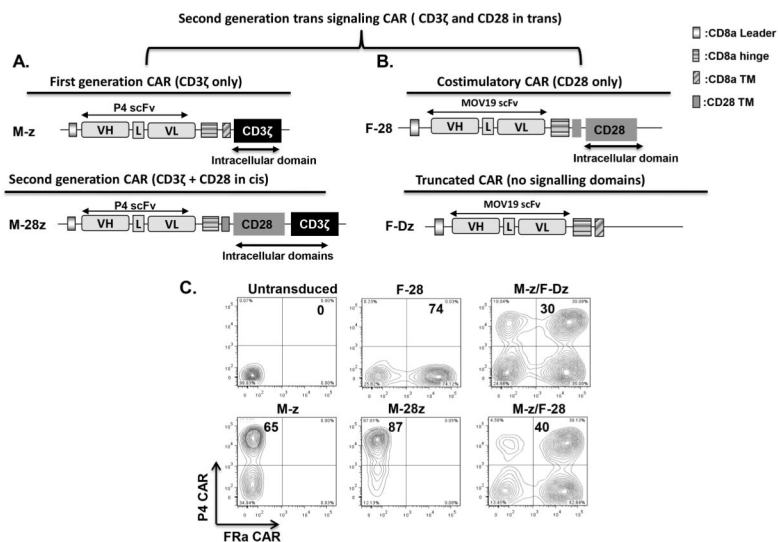 Second generation trans signaling CAR ( CD3ζ and CD28 in trans)
:CD8a Leader
:CD8a hinge
:CD8a TM
:CD28 TM
A.
First generation CAR (CD3ζ only)
P4 scFv
M-z
VH
L
VL
CD3ζ
Intracellular domain
Second generation CAR (CD3ζ + CD28 in cis)
P4 scFv
M-28z
VH
L
VL
CD28
CD3ζ
Intracellular domains
B.
Costimulatory CAR (CD28 only)
MOV19 scFv
F-28
VH
L
VL
CD28
Intracellular domain
Truncated CAR (no signalling domains)
MOV19 scFv
F-Dz
VH
L
VL
C.
Untransduced
0
F-28
74
M-z/F-Dz
30
M-z
65
M-28z
87
M-z/F-28
40
P4 CAR
FRa CAR